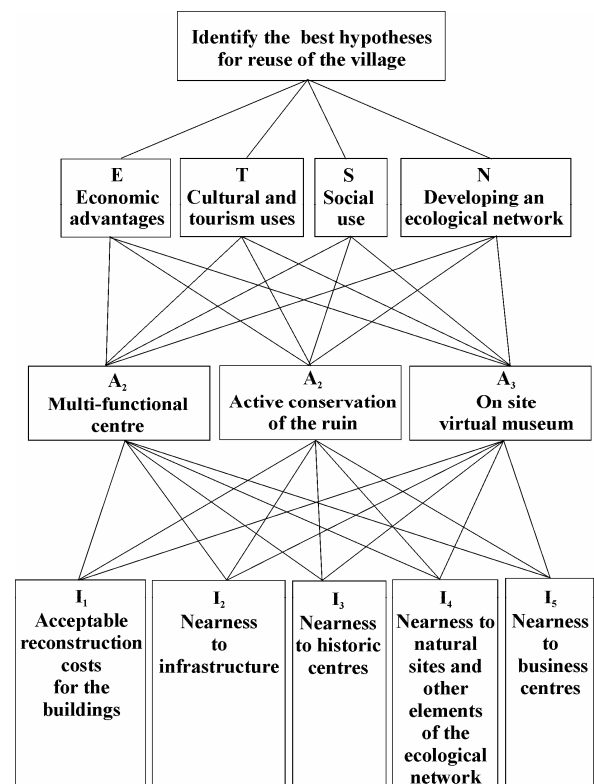 Identify the best hypotheses
for reuse of the village
E
Economic
advantages
T
Cultural and
tourism uses
S
Social
use
N
Developing an
ecological network
A₂
Multi-functional
centre
A₂
Active conservation
of the ruin
A₃
On site
virtual museum
I₁
Acceptable
reconstruction
costs
for the
buildings
I₂
Nearness
to
infrastructure
I₃
Nearness
to historic
centres
I₄
Nearness to
natural
sites and
other
elements
of the
ecological
network
I₅
Nearness
to
business
centres